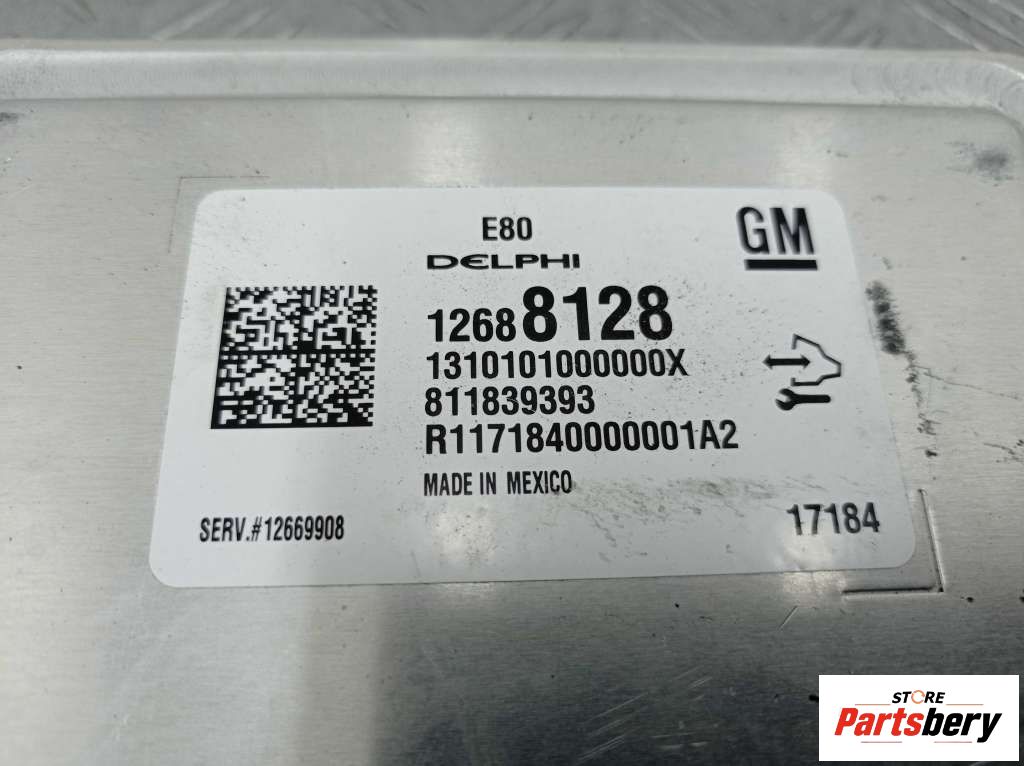 E80
DELPHI
GM
12688128
1310101000000X
811839393
R1171840000001A2
MADE IN MEXICO
SERV.#12669908
17184
STORE
Partsbery